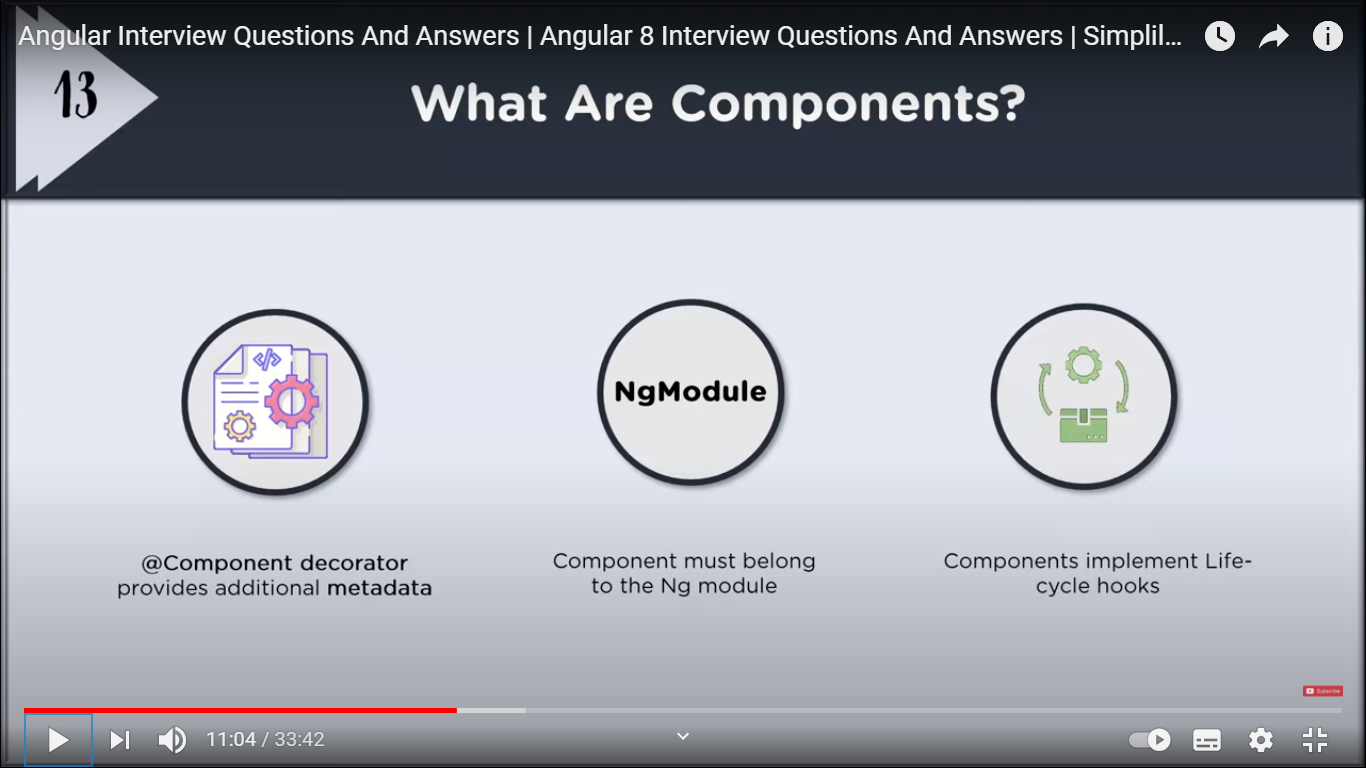 Angular Interview Questions And Answers | Angular 8 Interview Questions And Answers | Simplil...
13
What Are Components?
</>
NgModule
@Component decorator
provides additional metadata
Component must belong
to the Ng module
Components implement Life-
cycle hooks
Subscribe
11:04 / 33:42